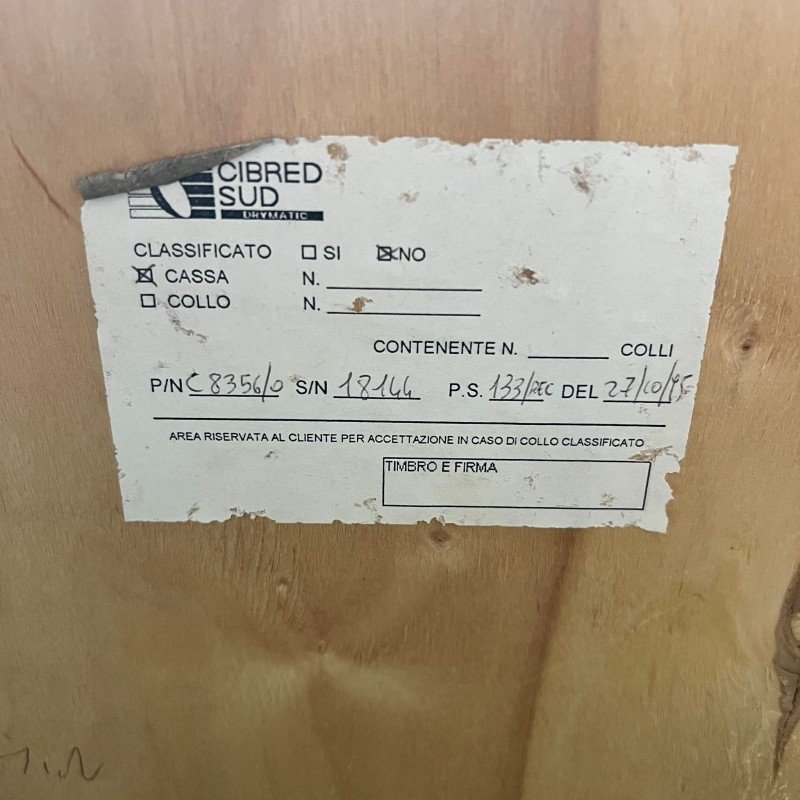 CIBRED
SUD
DRYMATIC
CLASSIFICATO ☐ SI ☒ NO
☒ CASSA N.
☐ COLLO N.
CONTENENTE N. COLLI
P/N C8356/0 S/N 18144 P.S. 133/DEC DEL 27/10/95
AREA RISERVATA AL CLIENTE PER ACCETTAZIONE IN CASO DI COLLO CLASSIFICATO
TIMBRO E FIRMA